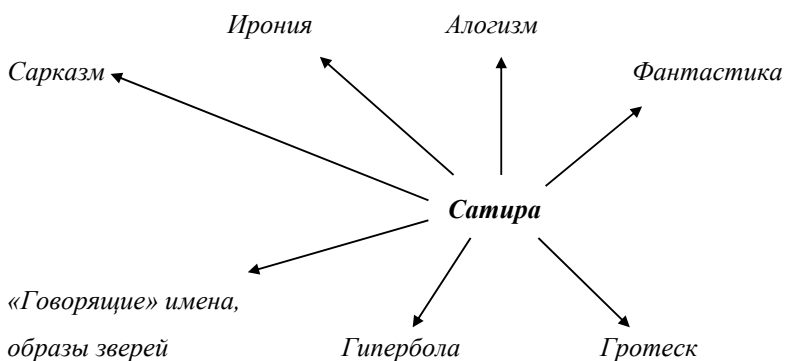 Ирония
Алогизм
Сарказм
Фантастика
Сатира
«Говорящие» имена,
образы зверей
Гипербола
Гротеск